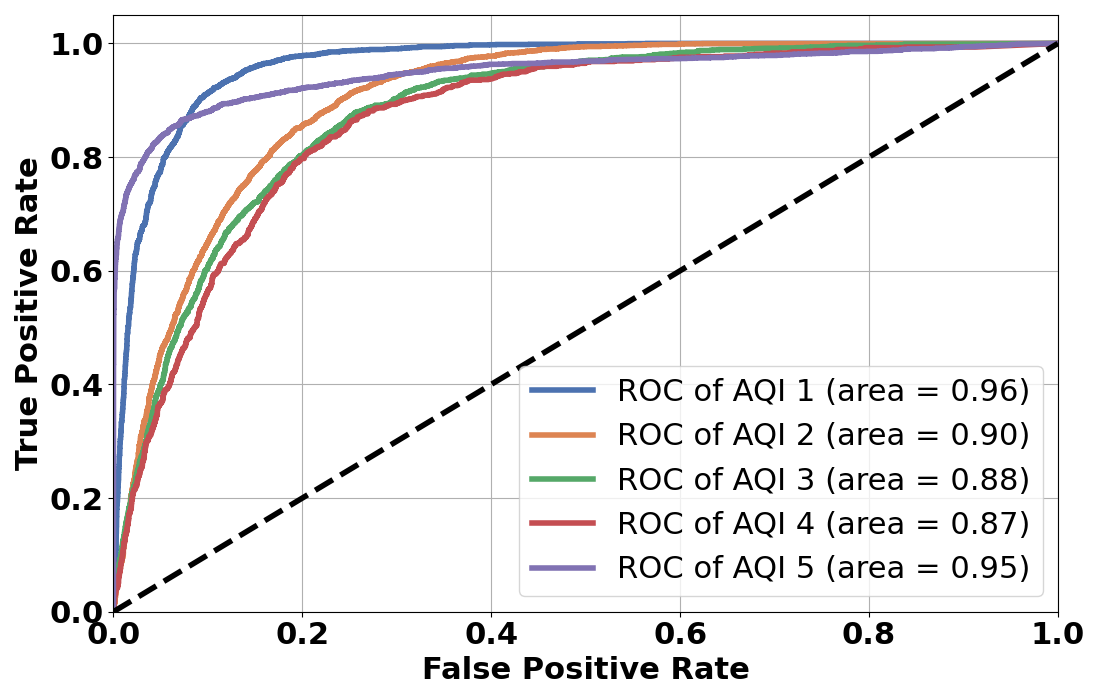 1.0
0.8
0.6
0.4
0.2
0.0
True Positive Rate
ROC of AQI 1 (area = 0.96)
ROC of AQI 2 (area = 0.90)
ROC of AQI 3 (area = 0.88)
ROC of AQI 4 (area = 0.87)
ROC of AQI 5 (area = 0.95)
0.0 0.2 0.4 0.6 0.8 1.0
False Positive Rate